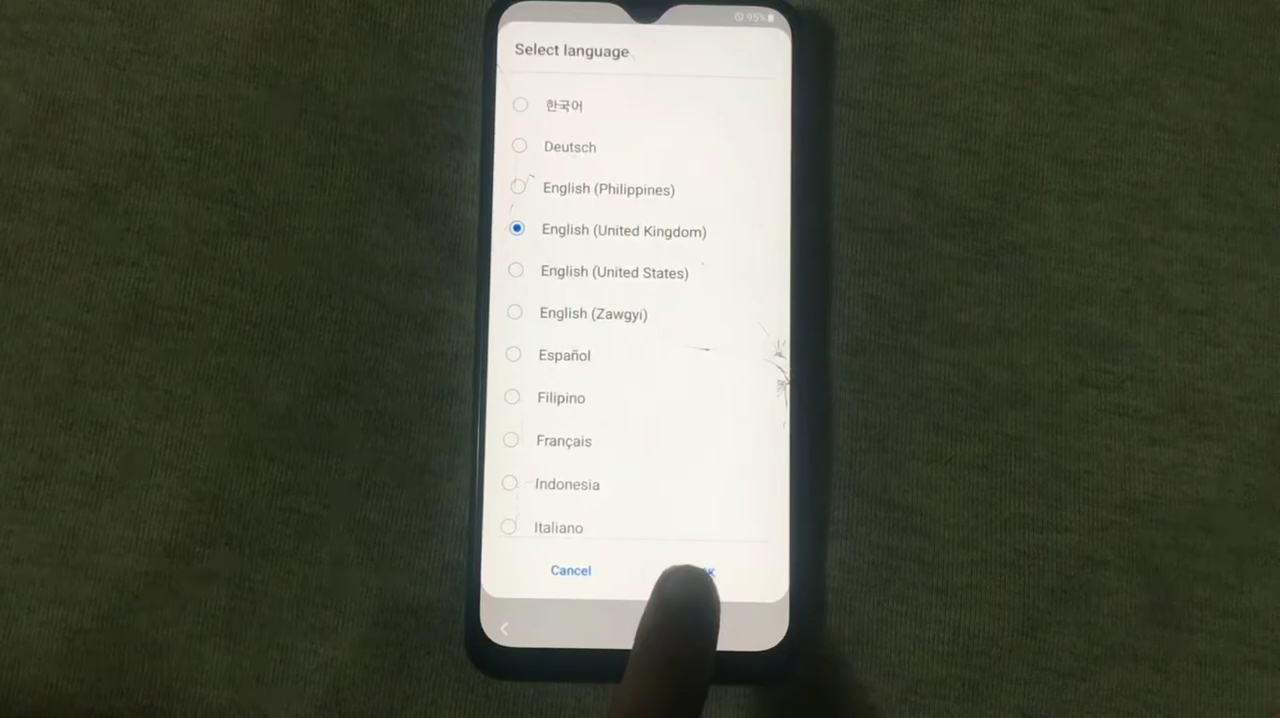 95%
Select language
한국어
Deutsch
English (Philippines)
English (United Kingdom)
English (United States)
English (Zawgyi)
Español
Filipino
Français
Indonesia
Italiano
Cancel